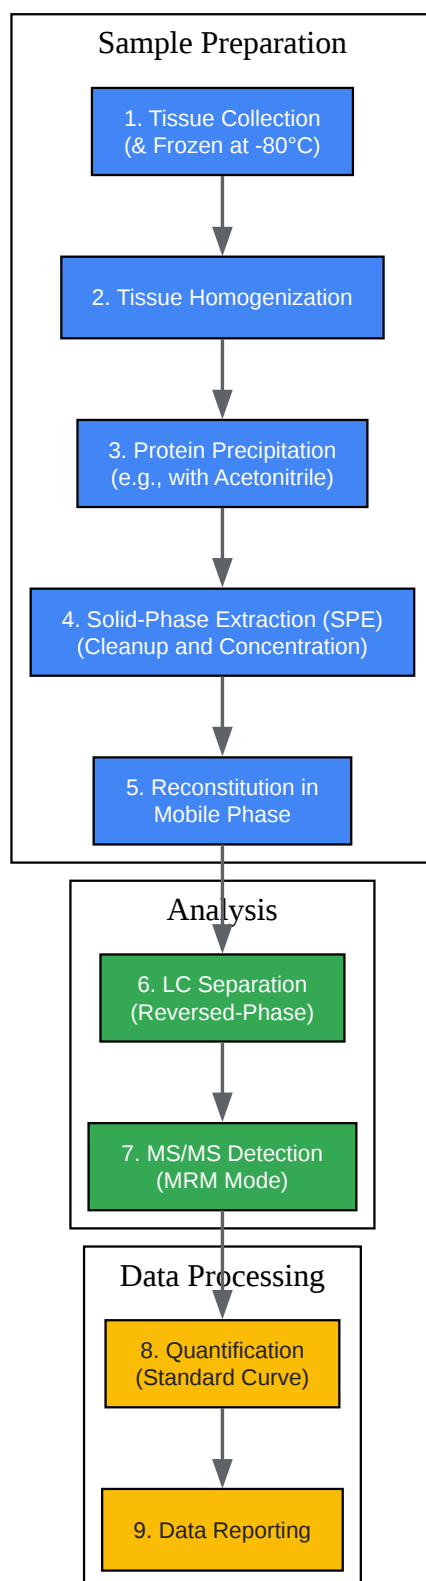 Sample Preparation
1. Tissue Collection
(& Frozen at -80°C)
2. Tissue Homogenization
3. Protein Precipitation
(e.g., with Acetonitrile)
4. Solid-Phase Extraction (SPE)
(Cleanup and Concentration)
5. Reconstitution in
Mobile Phase
Analysis
6. LC Separation
(Reversed-Phase)
7. MS/MS Detection
(MRM Mode)
Data Processing
8. Quantification
(Standard Curve)
9. Data Reporting